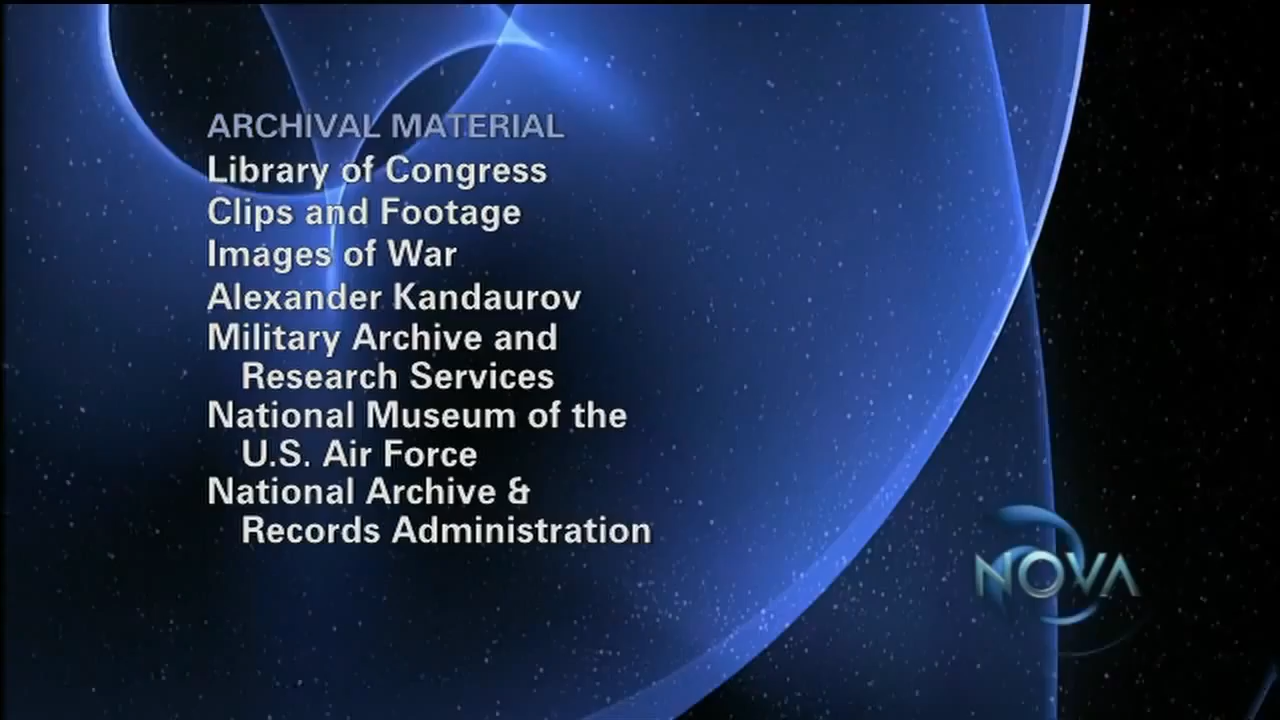 ARCHIVAL MATERIAL
Library of Congress
Clips and Footage
Images of War
Alexander Kandaurov
Military Archive and
Research Services
National Museum of the
U.S. Air Force
National Archive &
Records Administration
NOVA